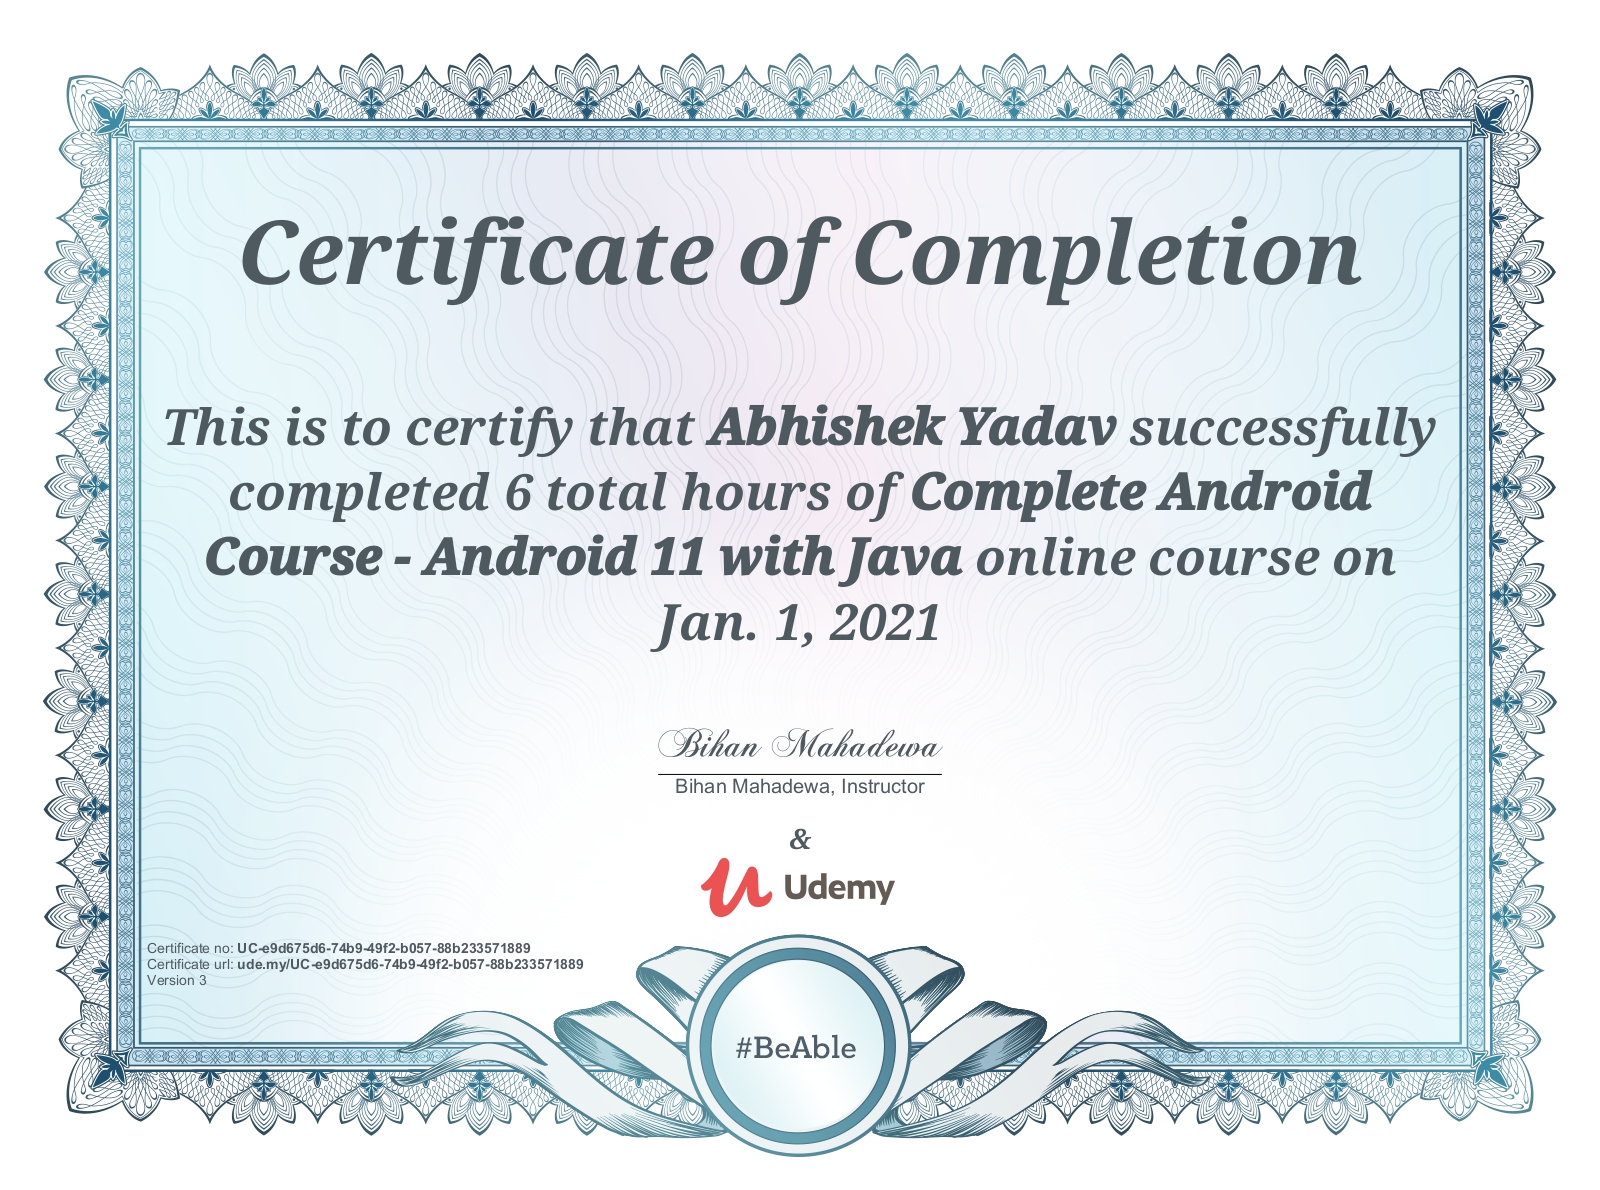 Certificate of Completion
This is to certify that Abhishek Yadav successfully
completed 6 total hours of Complete Android
Course - Android 11 with Java online course on
Jan. 1, 2021
Bihan Mahadewa
Bihan Mahadewa, Instructor
&
Udemy
Certificate no: UC-e9d675d6-74b9-49f2-b057-88b233571889
Certificate url: ude.my/UC-e9d675d6-74b9-49f2-b057-88b233571889
Version 3
#BeAble